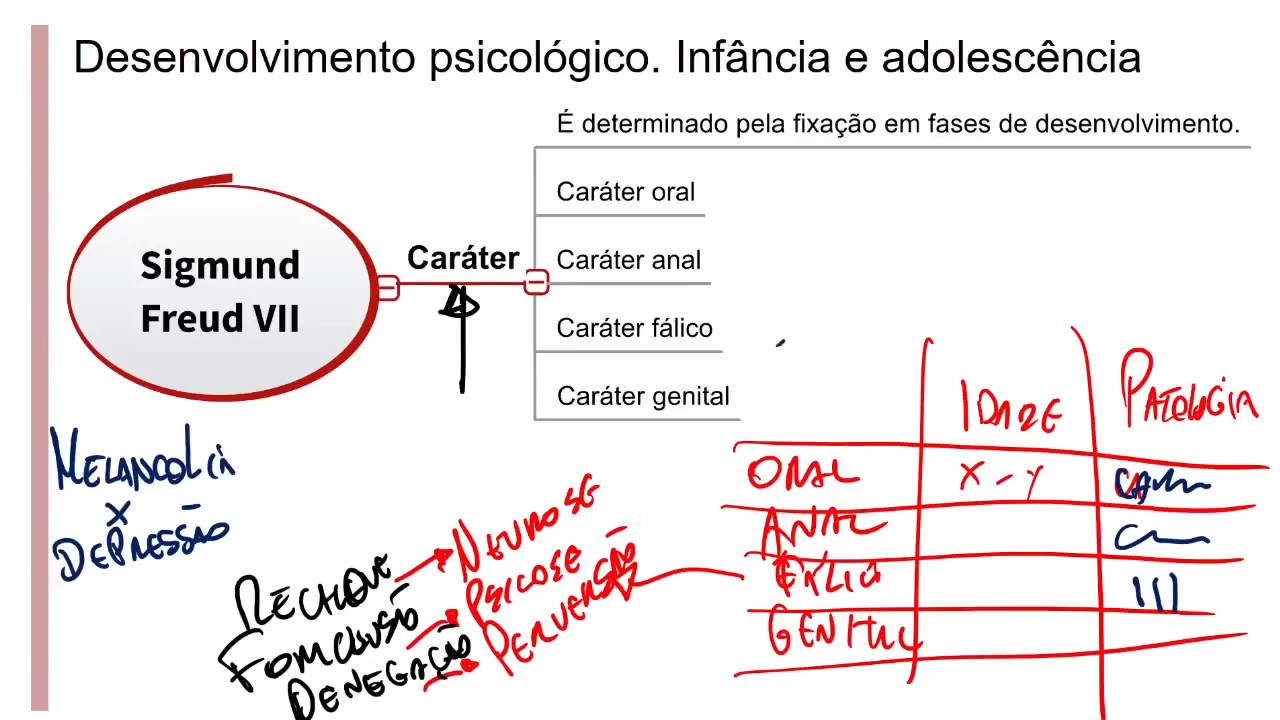 Desenvolvimento psicológico. Infância e adolescência
É determinado pela fixação em fases de desenvolvimento.
Caráter oral
Sigmund
Freud VII
Caráter
Caráter anal
Caráter fálico
Caráter genital
IDADE
PATOLOGIA
MELANCOLIA
X
DEPRESSÃO
ORAL
X - Y
ANAL
FÁLICA
GENITAL
RECALQUE
NEUROSE
FORCLUSÃO
PSICOSE
DENEGAÇÃO
PERVERSÃO